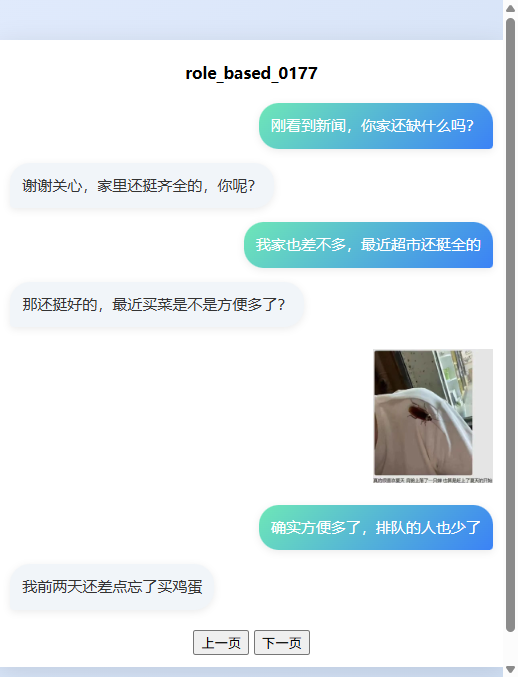 role_based_0177
刚看到新闻，你家还缺什么吗？
谢谢关心，家里还挺齐全的，你呢？
我家也差不多，最近超市还挺全的
那还挺好的，最近买菜是不是方便多了？
确实方便多了，排队的人也少了
我前两天还差点忘了买鸡蛋
上一页
下一页